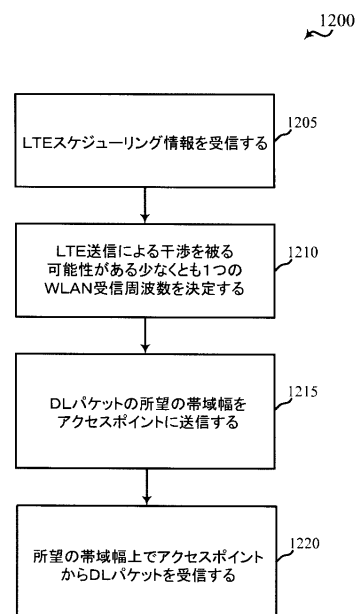 1200
LTEスケジューリング情報を受信する
1205
LTE送信による干渉を被る
可能性がある少なくとも1つの
WLAN受信周波数を決定する
1210
DLパケットの所望の帯域幅を
アクセスポイントに送信する
1215
所望の帯域幅上でアクセスポイント
からDLパケットを受信する
1220